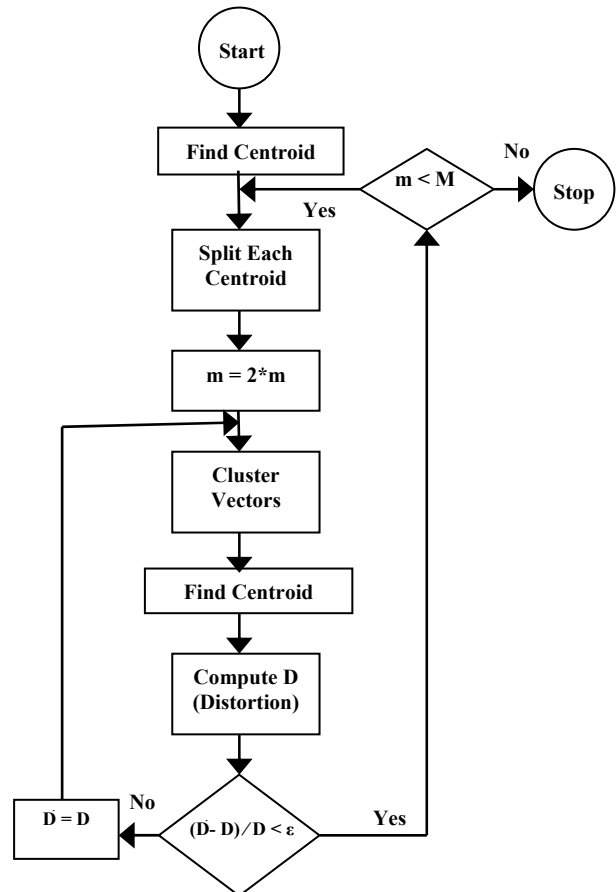 Start
Find Centroid
m < M
No
Stop
Yes
Split Each
Centroid
m = 2*m
Cluster
Vectors
Find Centroid
Compute D
(Distortion)
D' = D
No
(D'- D) / D < ε
Yes